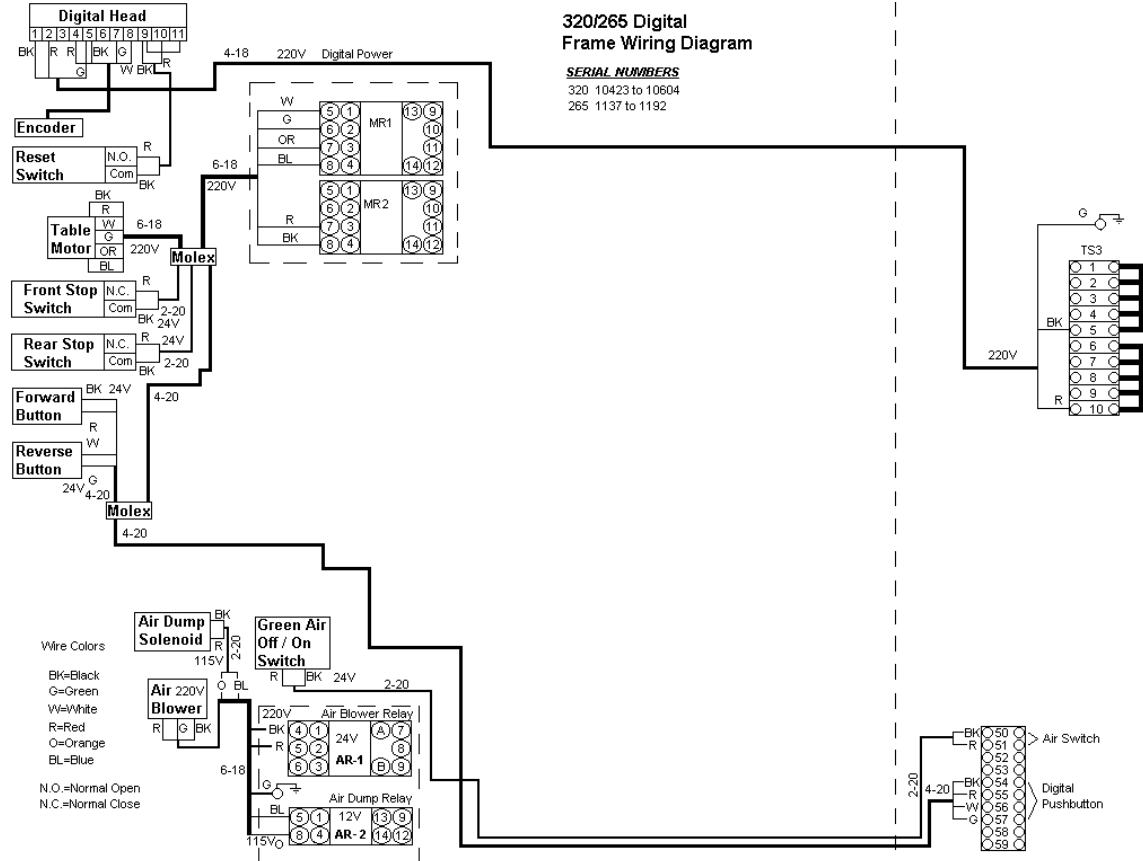 Digital Head
1 2 3 4 5 6 7 8 9 10 11
BK R R BK G
G W BK R
4-18 220V Digital Power
320/265 Digital
Frame Wiring Diagram
SERIAL NUMBERS
320 10423 to 10604
265 1137 to 1192
Encoder
Reset
Switch
N.O.
Com
R
BK
W
G
OR
BL
5 1 MR1 13 9
6 2 10
7 3 11
8 4 14 12
6-18
220V
5 1 13 9
6 2 MR2 10
7 3 11
8 4 14 12
R
BK
Table
Motor
BK
R
W
G
OR
BL
6-18
220V
Molex
Front Stop
Switch
N.C.
Com
R
BK
2-20
24V
Rear Stop
Switch
N.C.
Com
R
BK
24V
2-20
Forward
Button
BK 24V
R
4-20
Reverse
Button
W
G
24V
4-20
Molex
4-20
G
TS3
1
2
3
4
5
6
7
8
9
10
BK
R
220V
Air Dump
Solenoid
BK
R
2-20
115V
O BL
Green Air
Off / On
Switch
R BK 24V
2-20
Wire Colors
BK=Black
G=Green
W=White
R=Red
O=Orange
BL=Blue
N.O.=Normal Open
N.C.=Normal Close
Air 220V
Blower
R G BK
6-18
220V Air Blower Relay
BK 4 1 24V A 7
R 5 2 8
6 3 AR-1 B 9
G
Air Dump Relay
BL 5 1 12V 13 9
8 4 AR-2 14 12
115V O
2-20
4-20
BK 50
R 51
52
53
BK 54
R 55
W 56
G 57
58
59
Air Switch
Digital
Pushbutton